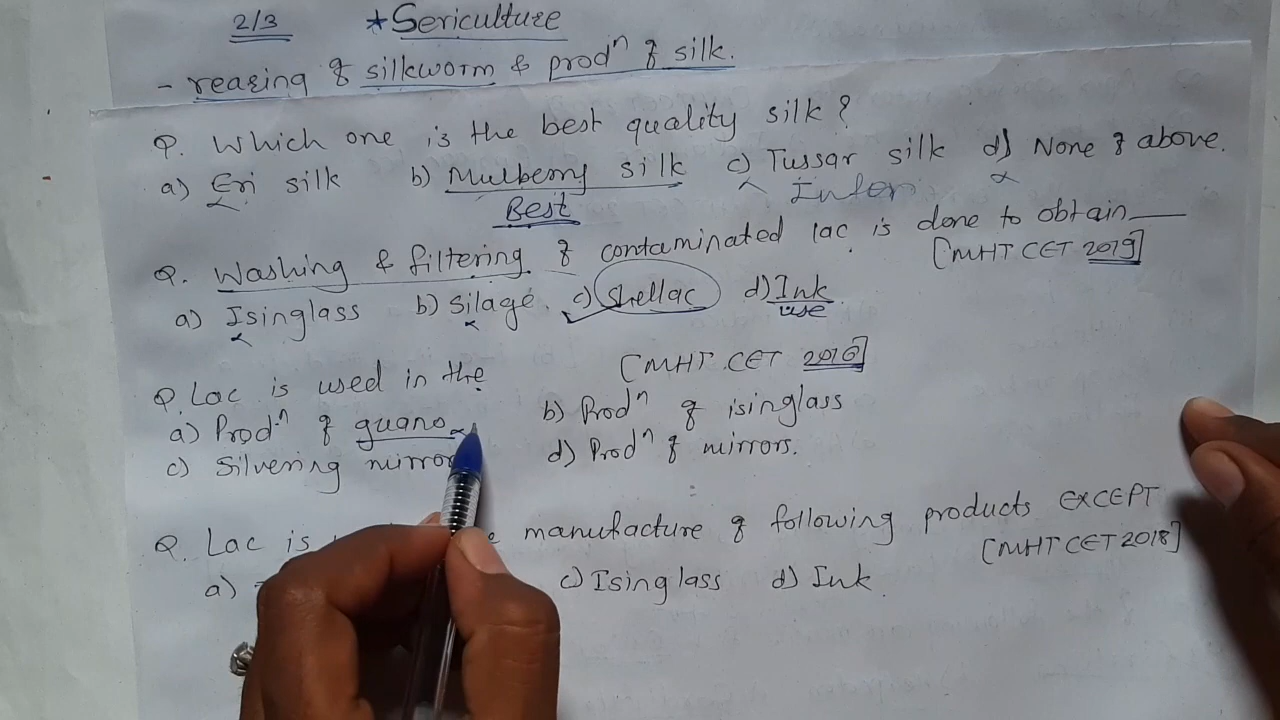 2/3 *Sericulture
- rearing of silkworm & prodⁿ of silk.
Q. Which one is the best quality silk?
a) Eri silk b) Mulberry silk c) Tussar silk d) None of above.
Best Inferi
Q. Washing & filtering of contaminated lac is done to obtain ___
[MHT CET 2019]
a) Isinglass b) Silage. c) Shellac d) Ink
use
Q. Lac is used in the [MHT CET 2016]
a) Prodⁿ of guano b) Prodⁿ of isinglass
c) Silvering mirror d) Prodⁿ of mirrors.
Q. Lac is manufacture of following products EXCEPT
[MHT CET 2018]
a) c) Isinglass d) Ink